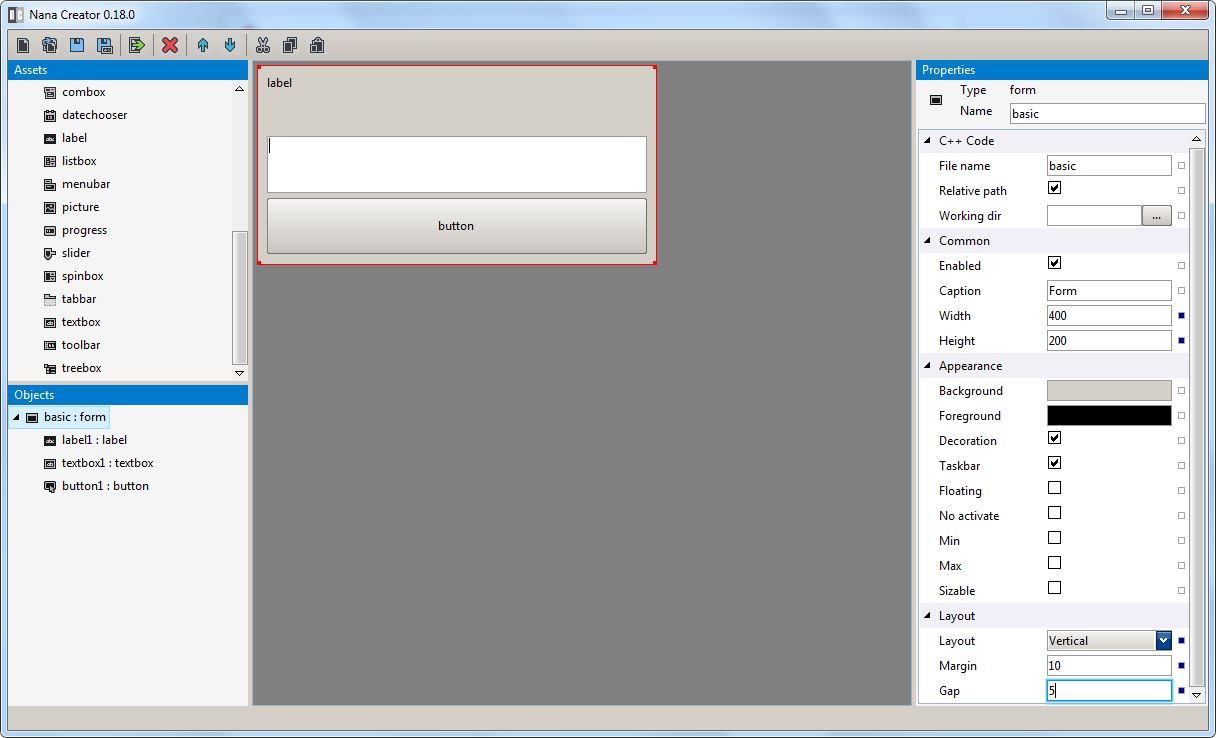 Nana Creator 0.18.0
Assets
combox
datechooser
label
listbox
menubar
picture
progress
slider
spinbox
tabbar
textbox
toolbar
treebox
Objects
basic : form
label1 : label
textbox1 : textbox
button1 : button
label
button
Properties
Type form
Name basic
C++ Code
File name basic
Relative path
Working dir ...
Common
Enabled
Caption Form
Width 400
Height 200
Appearance
Background
Foreground
Decoration
Taskbar
Floating
No activate
Min
Max
Sizable
Layout
Layout Vertical
Margin 10
Gap 5